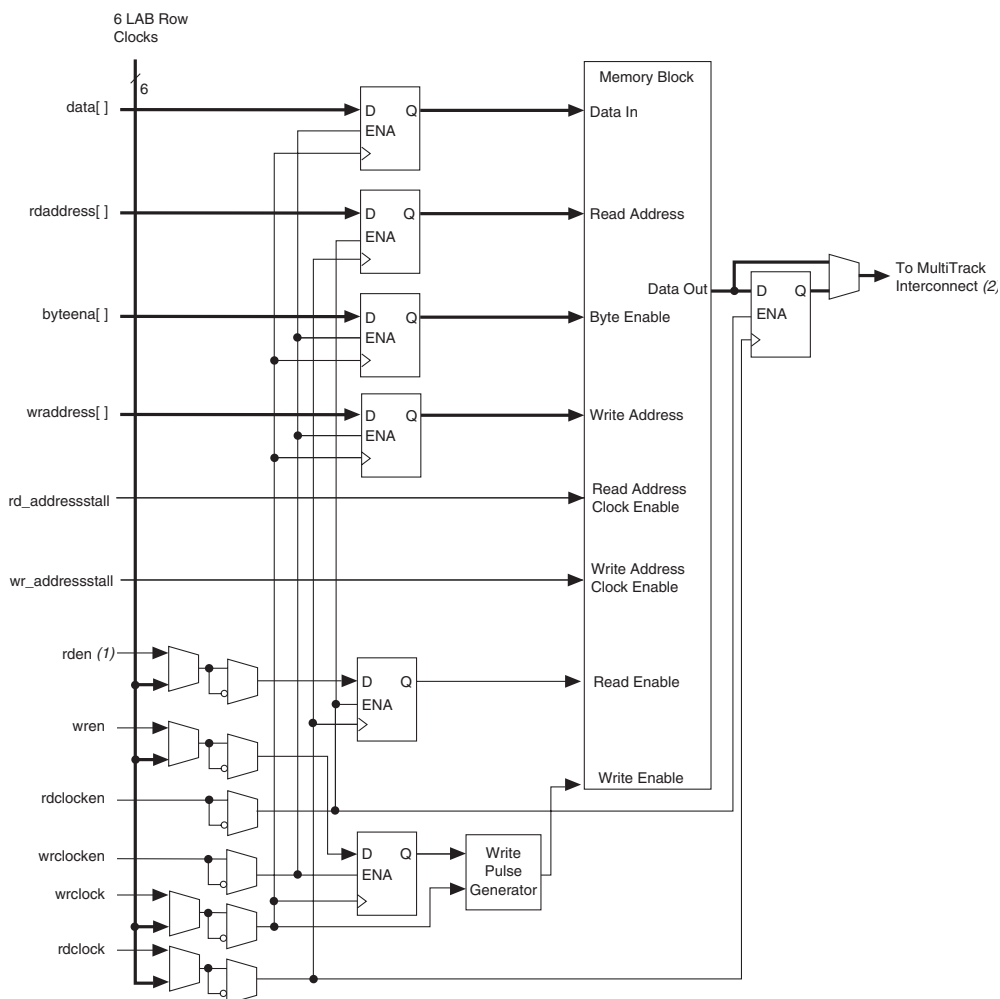 6 LAB Row
Clocks
6
Memory Block
data[ ]
D Q
ENA
Data In
rdaddress[ ]
D Q
ENA
Read Address
To MultiTrack
Interconnect (2)
Data Out
D Q
ENA
byteena[ ]
D Q
ENA
Byte Enable
wraddress[ ]
D Q
ENA
Write Address
rd_addressstall
Read Address
Clock Enable
wr_addressstall
Write Address
Clock Enable
rden (1)
D Q
ENA
Read Enable
wren
Write Enable
rdclocken
wrclocken
D Q
ENA
Write
Pulse
Generator
wrclock
rdclock